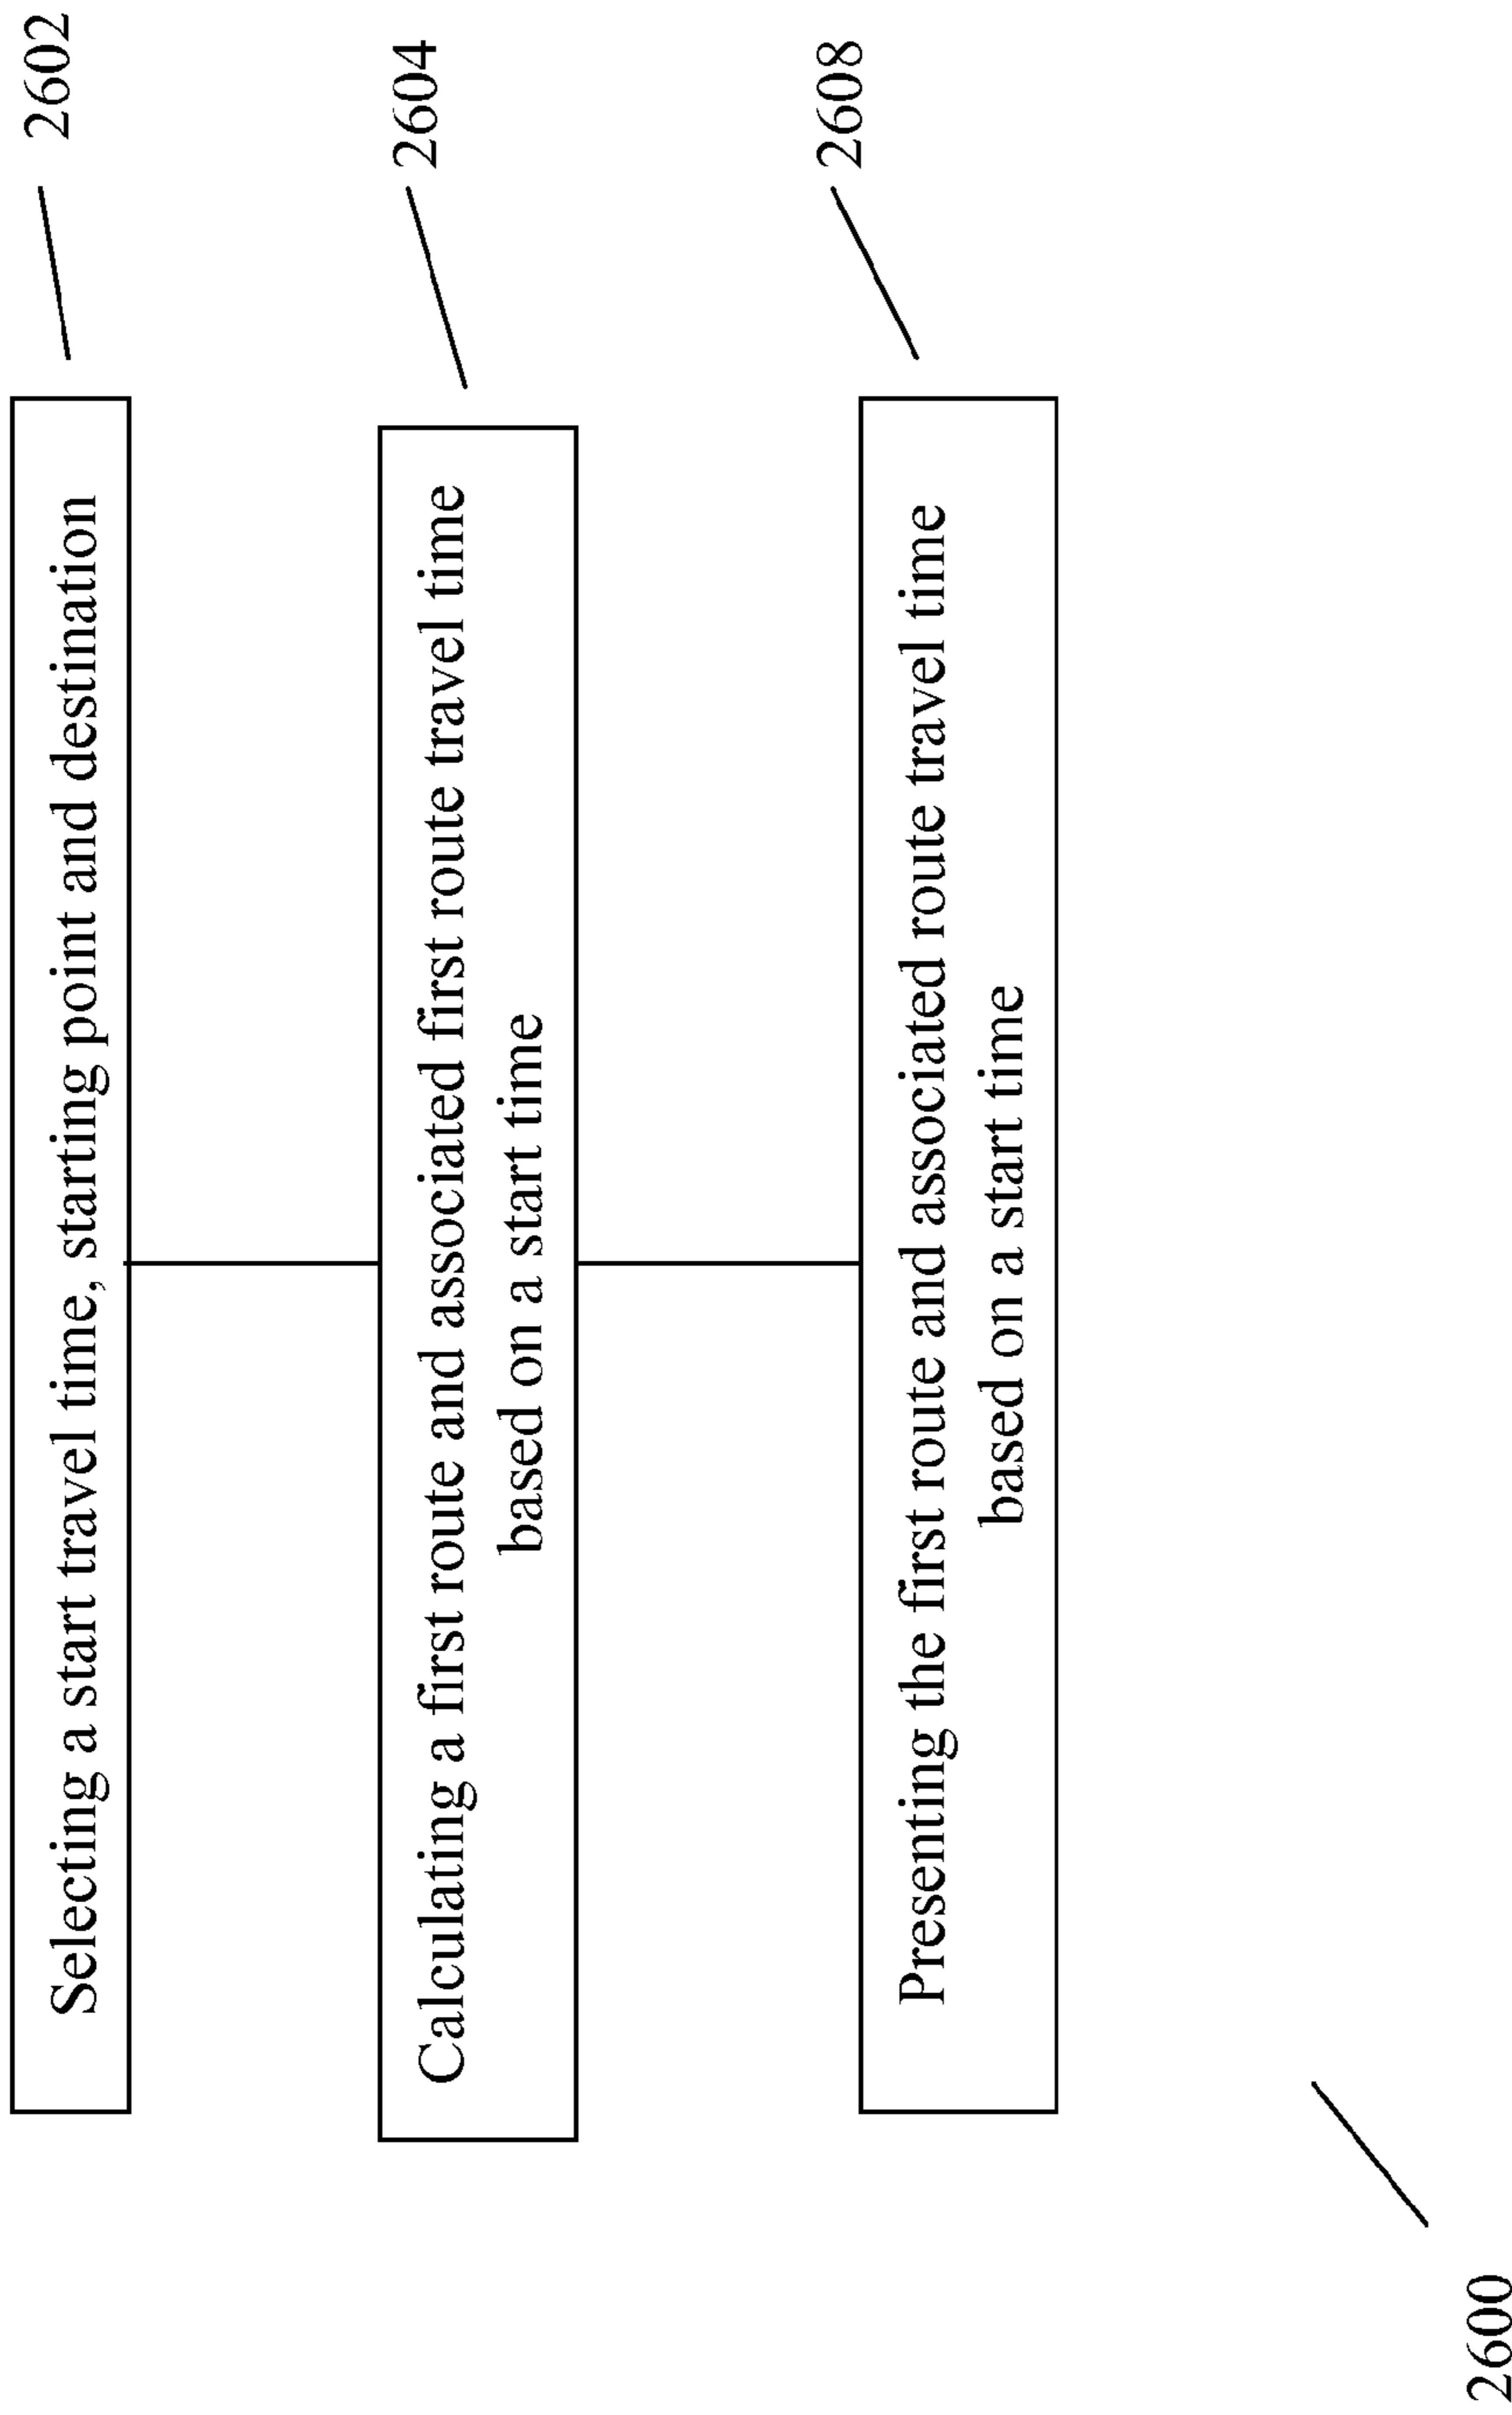 Selecting a start travel time, starting point and destination
2602
Calculating a first route and associated first route travel time
based on a start time
2604
Presenting the first route and associated route travel time
based on a start time
2608
2600